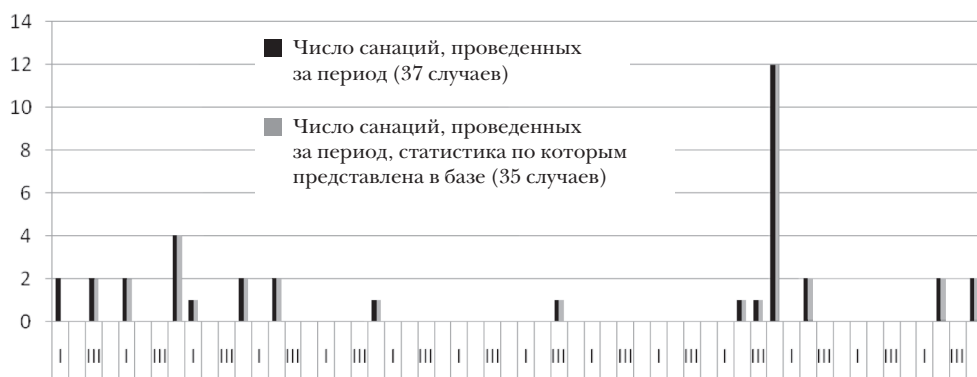 14
12
10
8
6
4
2
0
Число санаций, проведенных
за период (37 случаев)
Число санаций, проведенных
за период, статистика по которым
представлена в базе (35 случаев)
I III I III I III I III I III I III I III I III I III I III I III I III I III I III